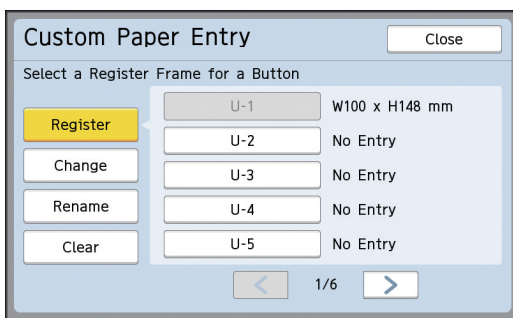 Custom Paper Entry
Close
Select a Register Frame for a Button
Register
Change
Rename
Clear
U-1 W100 x H148 mm
U-2 No Entry
U-3 No Entry
U-4 No Entry
U-5 No Entry
< 1/6 >